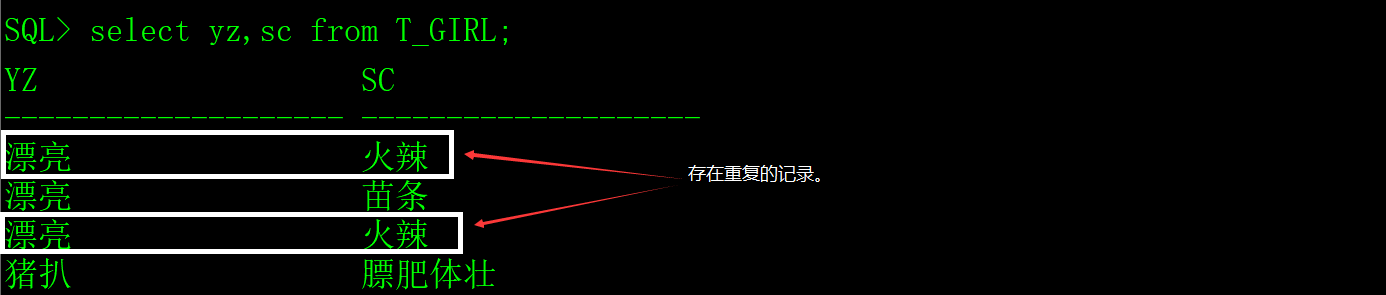 SQL> select yz,sc from T_GIRL;
YZ SC
-------------------- --------------------
漂亮 火辣
存在重复的记录。
漂亮 苗条
漂亮 火辣
猪扒 膘肥体壮